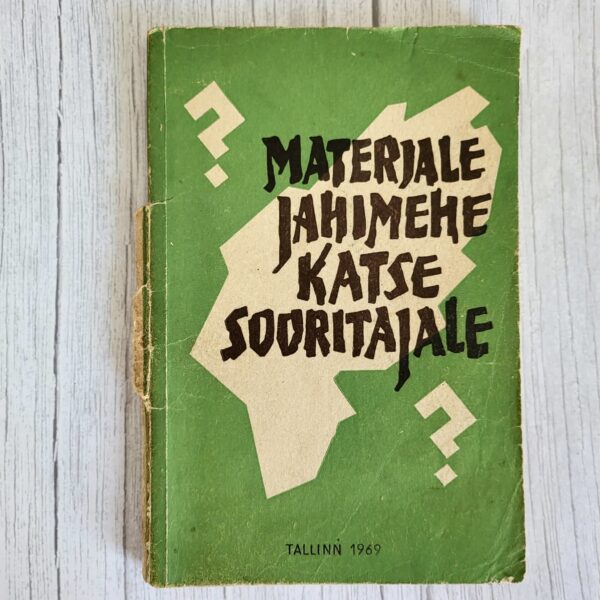 ?
MATERJALE
JAHIMEHE
KATSE
SOORITAJALE
?
TALLINN 1969